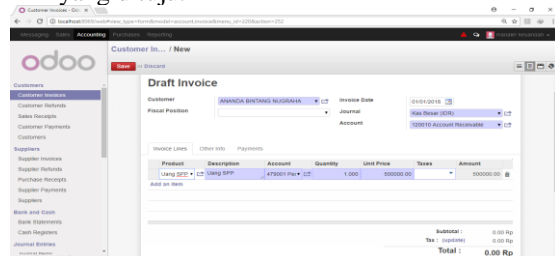 Customer Invoices - Odoo
localhost:8069/web#view_type=form&model=account.invoice&menu_id=220&action=252
Messaging Sales Accounting Purchases Reporting
odoo
Customer In... / New
Save or Discard
Customers
Customer Invoices
Customer Refunds
Sales Receipts
Customer Payments
Customers
Suppliers
Supplier Invoices
Supplier Refunds
Purchase Receipts
Supplier Payments
Suppliers
Bank and Cash
Bank Statements
Cash Registers
Journal Entries
Journal Items
Draft Invoice
Customer ANANDA BINTANG NUGRAHA Invoice Date 01/01/2016
Fiscal Position Journal Kas Besar (IDR)
Account 120010 Account Receivable
Invoice Lines Other Info Payments
Product Description Account Quantity Unit Price Taxes Amount
Uang SPP Uang SPP 479001 1.000 500000.00 500000.00
Add an item
Subtotal : 0.00 Rp
Tax : (update) 0.00 Rp
Total : 0.00 Rp